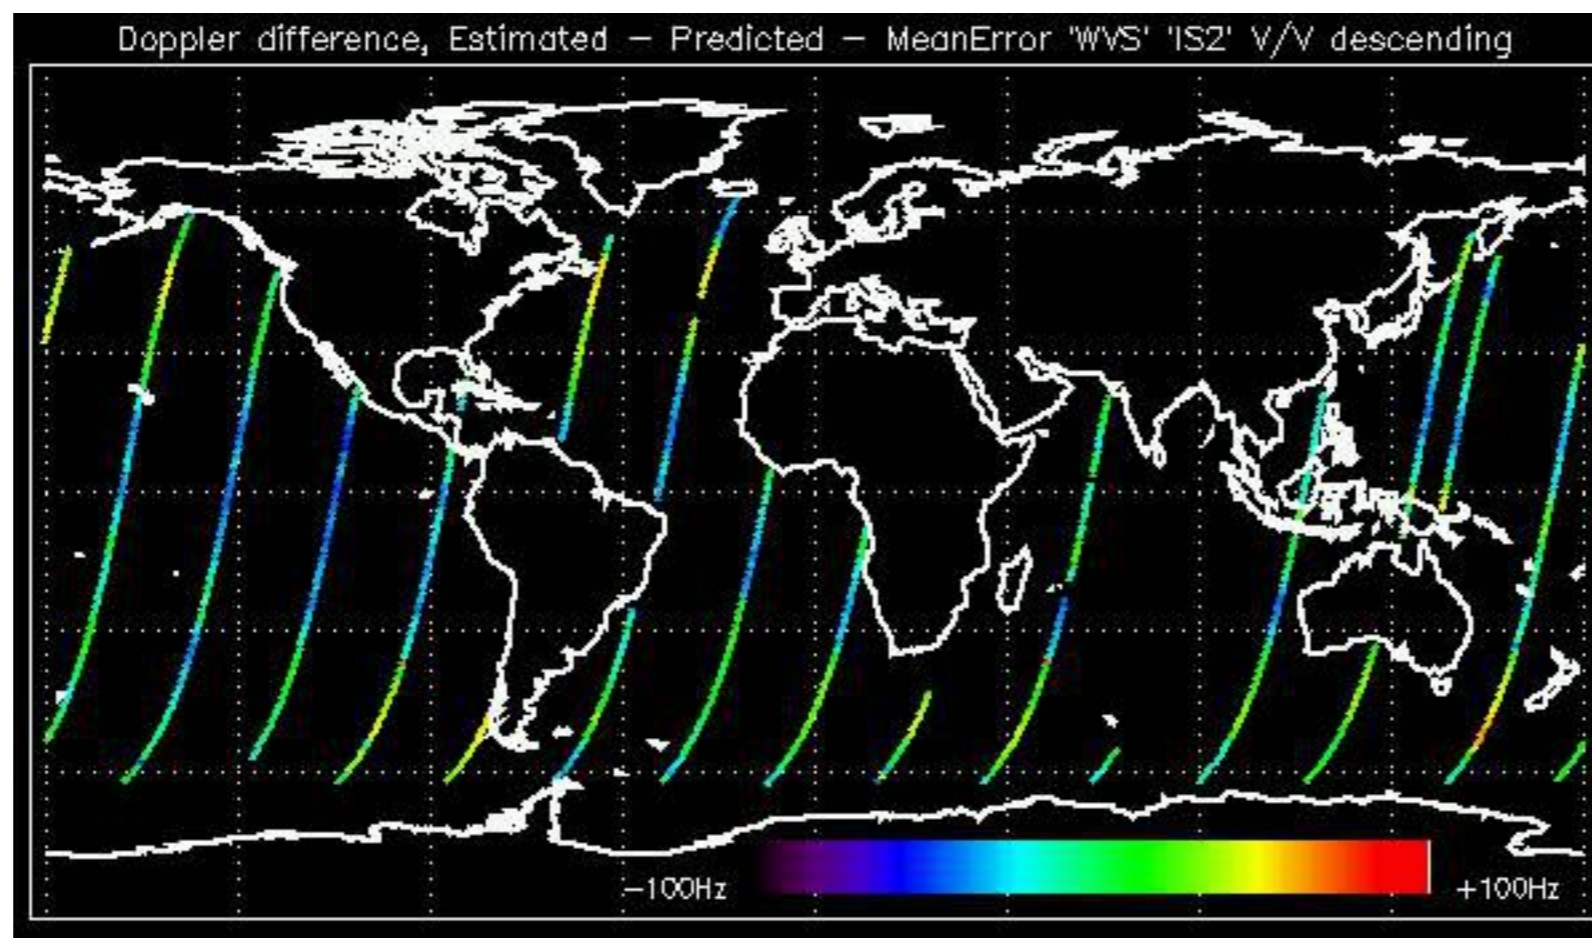 Doppler difference, Estimated - Predicted - MeanError 'WVS' 'IS2' V/V descending
-100Hz
+100Hz